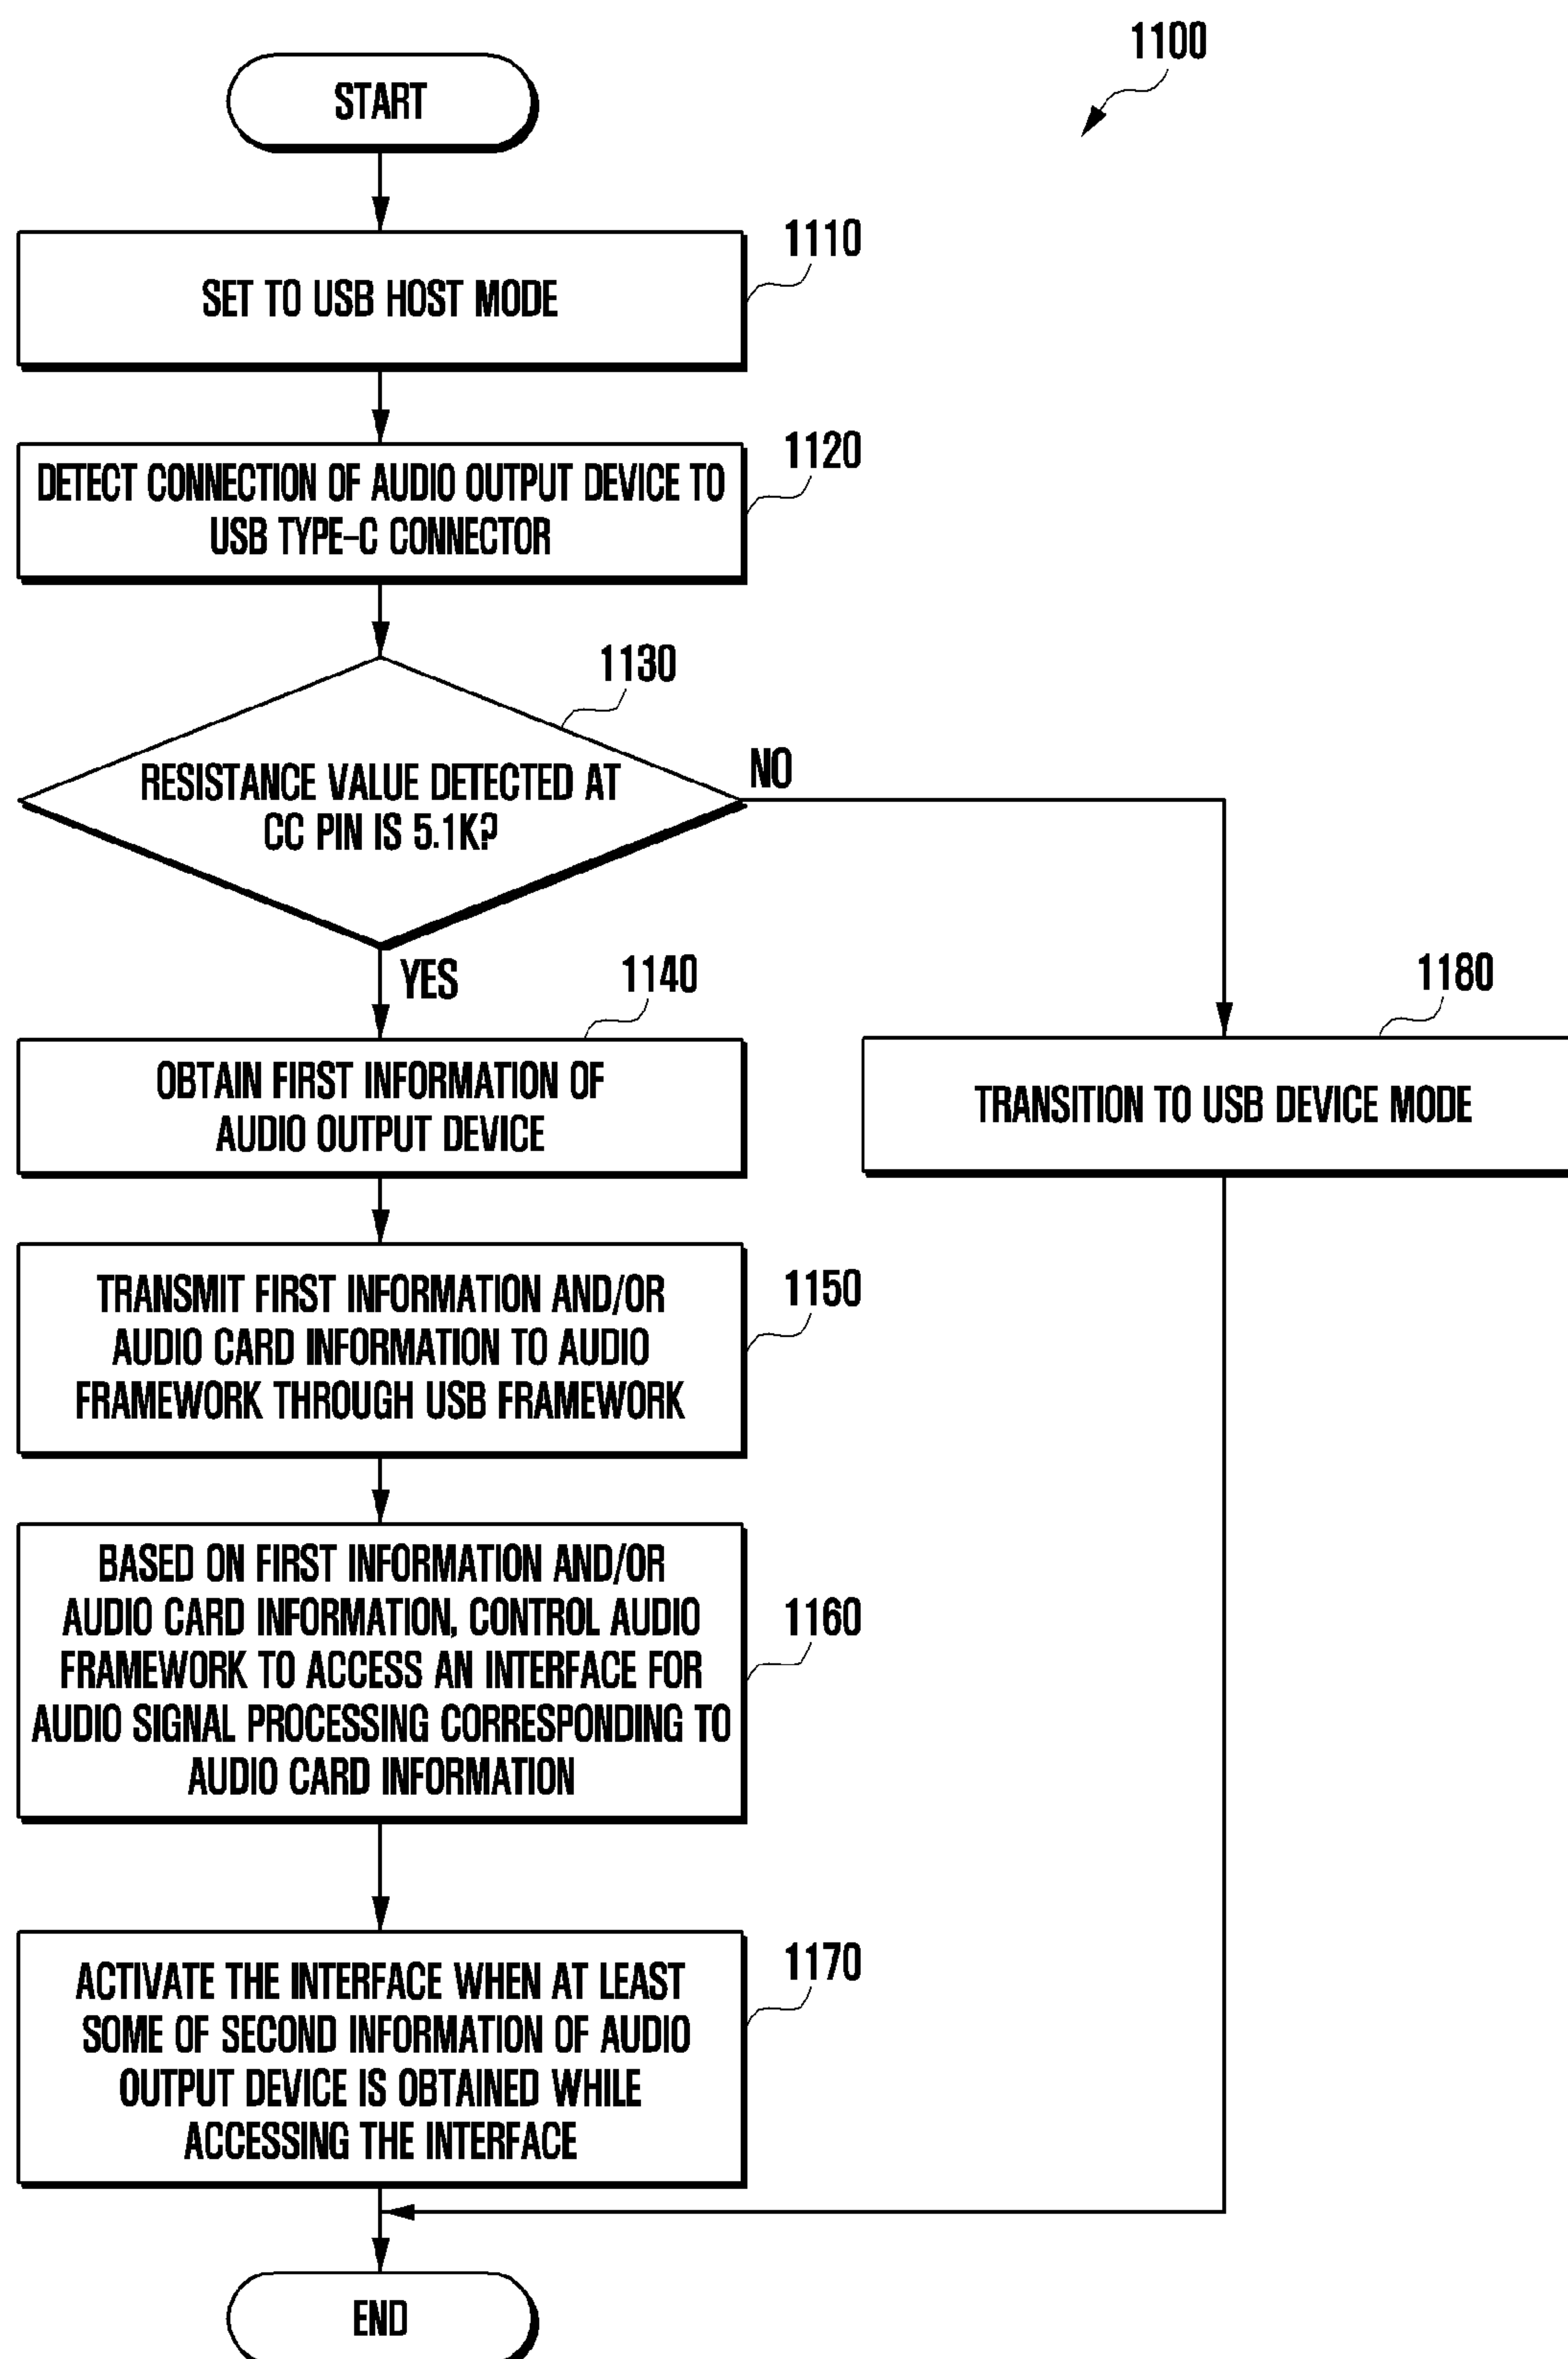 1100
START
1110
SET TO USB HOST MODE
1120
DETECT CONNECTION OF AUDIO OUTPUT DEVICE TO
USB TYPE-C CONNECTOR
1130
RESISTANCE VALUE DETECTED AT
CC PIN IS 5.1K?
NO
YES
1140
OBTAIN FIRST INFORMATION OF
AUDIO OUTPUT DEVICE
1180
TRANSITION TO USB DEVICE MODE
1150
TRANSMIT FIRST INFORMATION AND/OR
AUDIO CARD INFORMATION TO AUDIO
FRAMEWORK THROUGH USB FRAMEWORK
1160
BASED ON FIRST INFORMATION AND/OR
AUDIO CARD INFORMATION, CONTROL AUDIO
FRAMEWORK TO ACCESS AN INTERFACE FOR
AUDIO SIGNAL PROCESSING CORRESPONDING TO
AUDIO CARD INFORMATION
1170
ACTIVATE THE INTERFACE WHEN AT LEAST
SOME OF SECOND INFORMATION OF AUDIO
OUTPUT DEVICE IS OBTAINED WHILE
ACCESSING THE INTERFACE
END